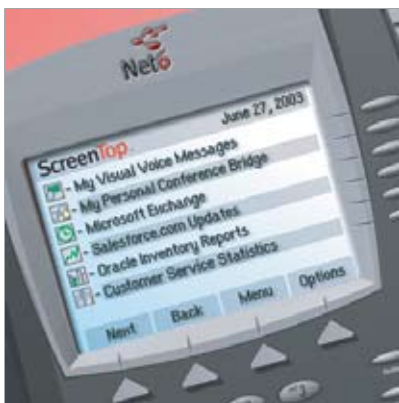 Net6
June 27, 2003
ScreenTop
- My Visual Voice Messages
- My Personal Conference Bridge
- Microsoft Exchange
- Salesforce.com Updates
- Oracle Inventory Reports
- Customer Service Statistics
Next Back Menu Options